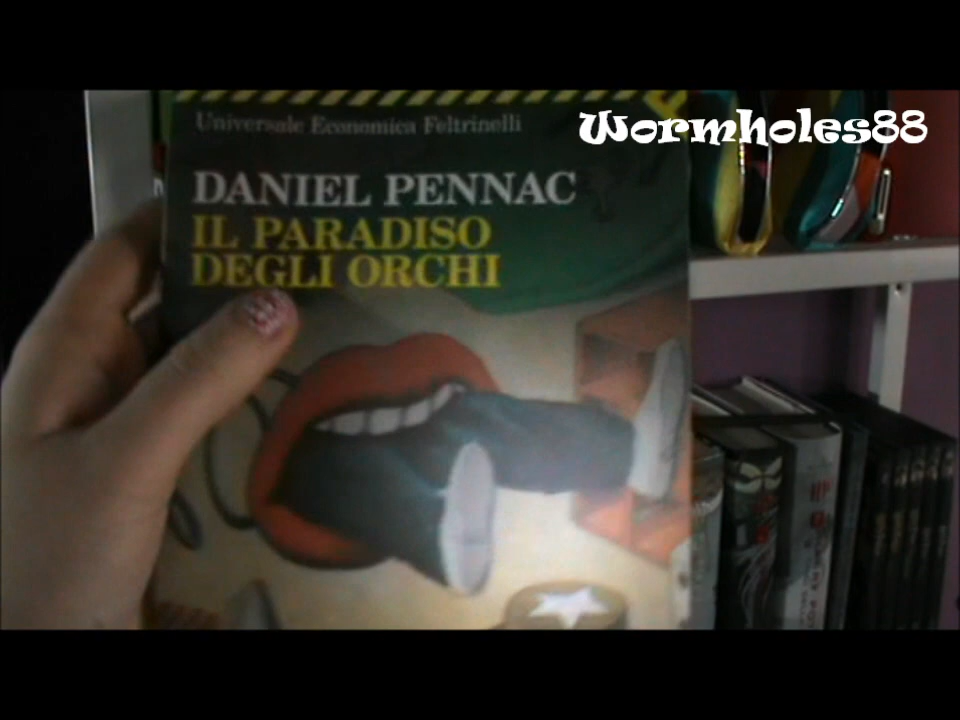 Wormholes88
Universale Economica Feltrinelli
DANIEL PENNAC
IL PARADISO
DEGLI ORCHI